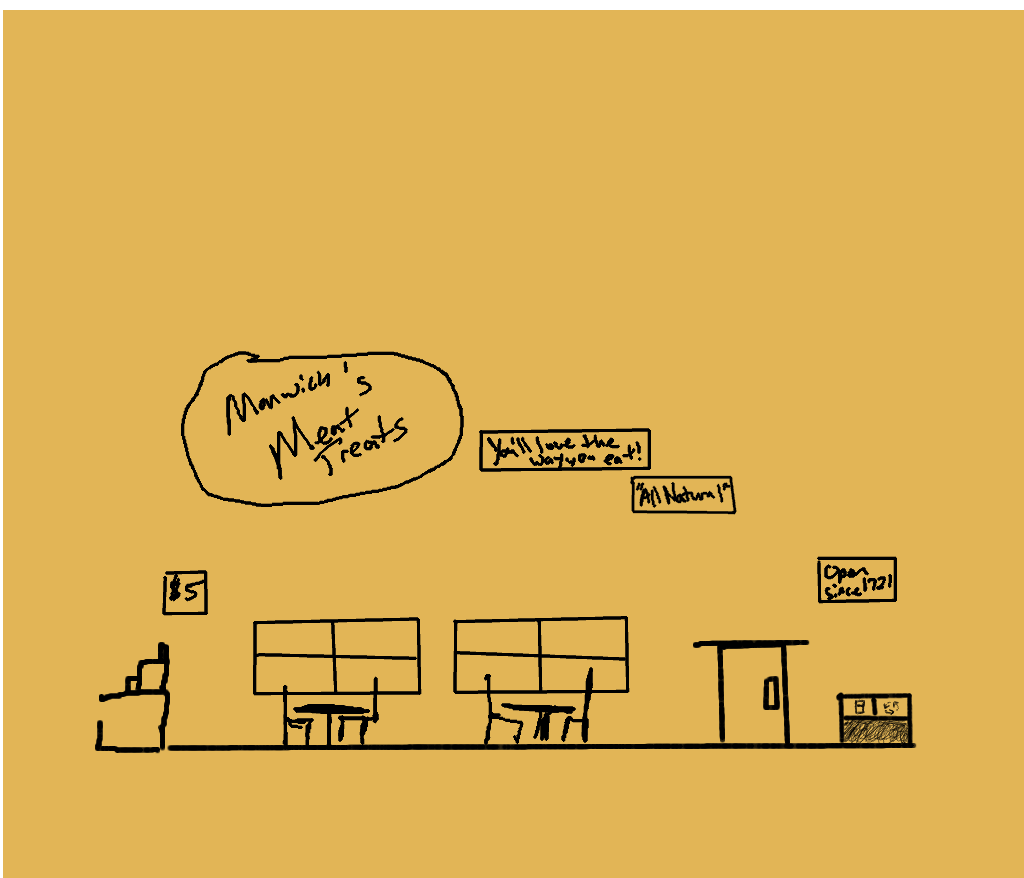 Manwich's
Meat
Treats
You'll love the
way you eat!
"All Natural"
$5
Open
since 1721